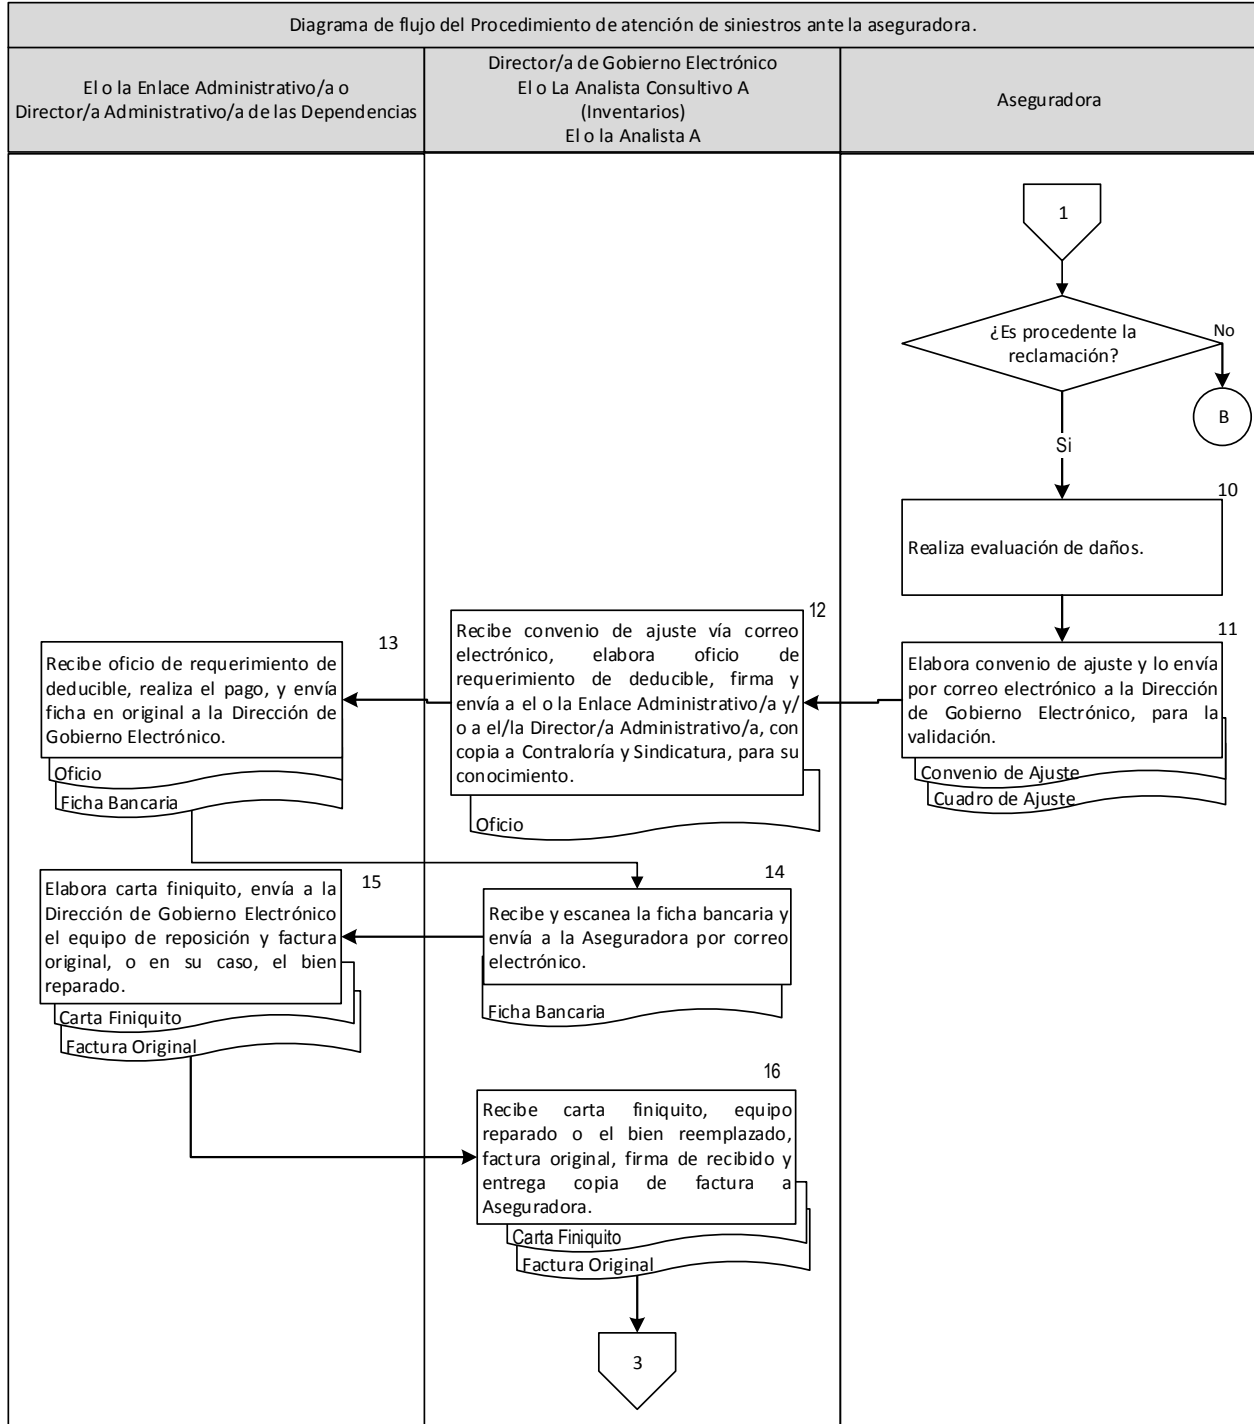 Diagrama de flujo del Procedimiento de atención de siniestros ante la aseguradora.
El o la Enlace Administrativo/a o
Director/a Administrativo/a de las Dependencias
Director/a de Gobierno Electrónico
El o La Analista Consultivo A
(Inventarios)
El o la Analista A
Aseguradora
1
¿Es procedente la
reclamación?
No
B
Si
10
Realiza evaluación de daños.
11
Elabora convenio de ajuste y lo envía
por correo electrónico a la Dirección
de Gobierno Electrónico, para la
validación.
Convenio de Ajuste
Cuadro de Ajuste
12
Recibe convenio de ajuste vía correo
electrónico, elabora oficio de
requerimiento de deducible, firma y
envía a el o la Enlace Administrativo/a y/
o a el/la Director/a Administrativo/a, con
copia a Contraloría y Sindicatura, para su
conocimiento.
Oficio
13
Recibe oficio de requerimiento de
deducible, realiza el pago, y envía
ficha en original a la Dirección de
Gobierno Electrónico.
Oficio
Ficha Bancaria
14
Recibe y escanea la ficha bancaria y
envía a la Aseguradora por correo
electrónico.
Ficha Bancaria
15
Elabora carta finiquito, envía a la
Dirección de Gobierno Electrónico
el equipo de reposición y factura
original, o en su caso, el bien
reparado.
Carta Finiquito
Factura Original
16
Recibe carta finiquito, equipo
reparado o el bien reemplazado,
factura original, firma de recibido y
entrega copia de factura a
Aseguradora.
Carta Finiquito
Factura Original
3